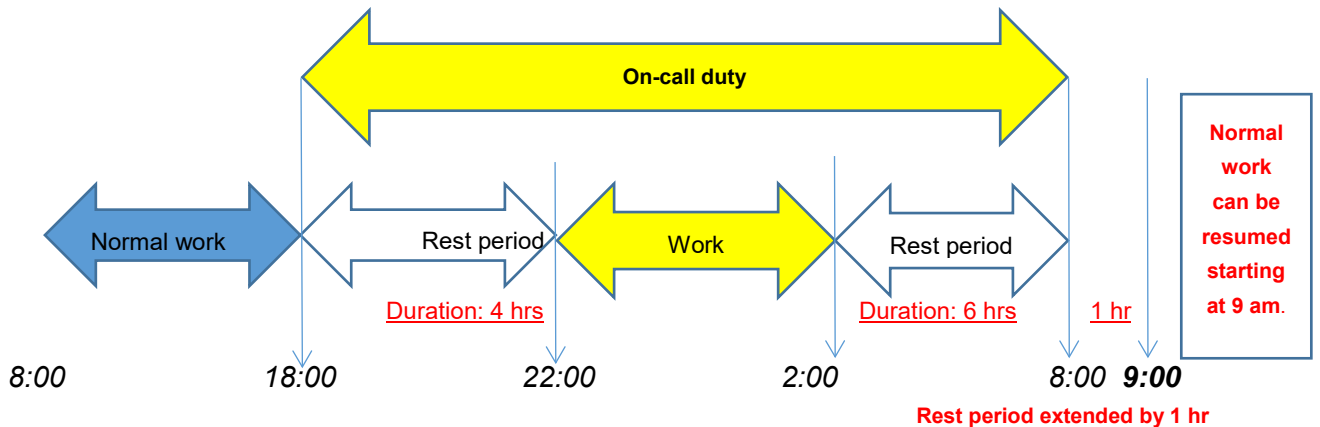 On-call duty
Normal
work
can be
resumed
starting
at 9 am.
Normal work
Rest period
Work
Rest period
Duration: 4 hrs
Duration: 6 hrs
1 hr
8:00
18:00
22:00
2:00
8:00
9:00
Rest period extended by 1 hr